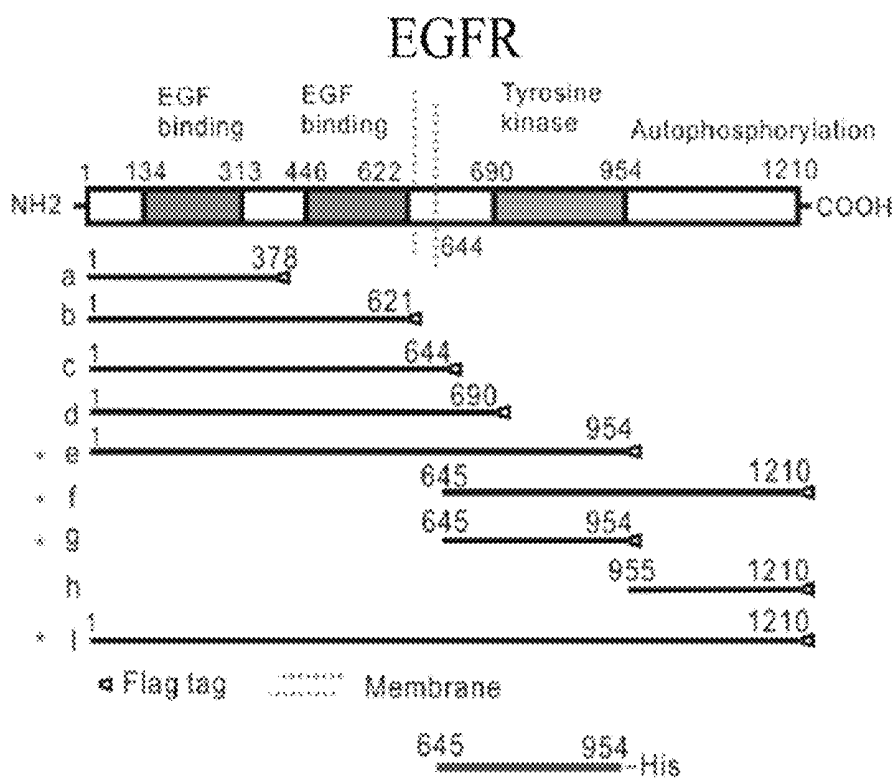 EGFR
EGF binding EGF binding Tyrosine kinase Autophosphorylation
1 134 313 446 622 690 954 1210
NH2 COOH
644
a 1 378
b 1 621
c 1 644
d 1 690
* e 1 954
* f 645 1210
* g 645 954
h 955 1210
* I 1 1210
Flag tag Membrane
645 954 -His